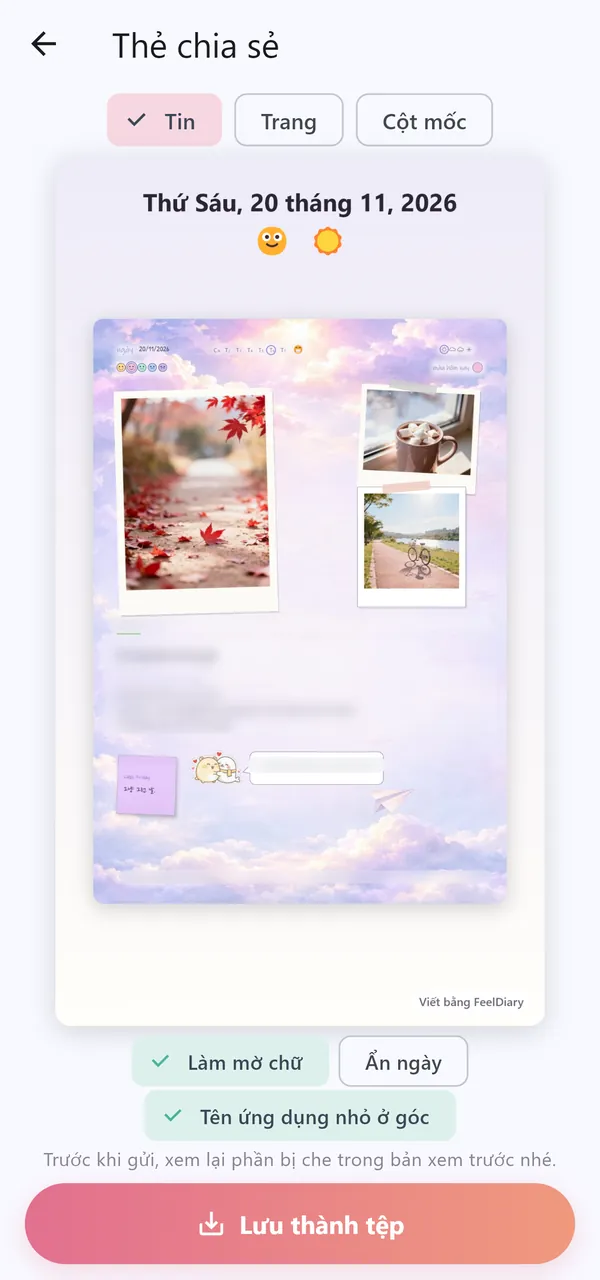 Thẻ chia sẻ
Tin
Trang
Cột mốc
Thứ Sáu, 20 tháng 11, 2026
20/11/2026
Viết bằng FeelDiary
Làm mờ chữ
Ẩn ngày
Tên ứng dụng nhỏ ở góc
Trước khi gửi, xem lại phần bị che trong bản xem trước nhé.
Lưu thành tệp